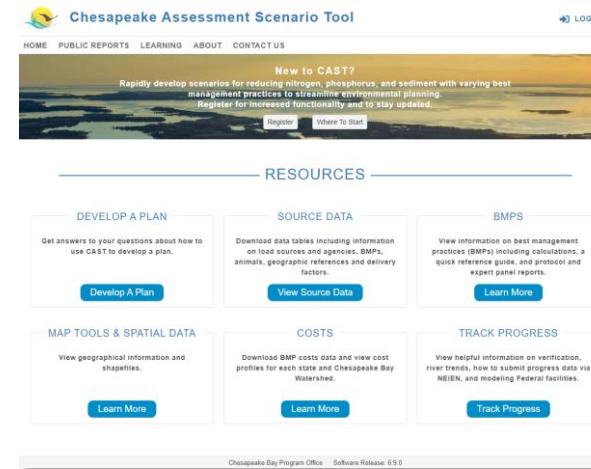 Chesapeake Assessment Scenario Tool
LOG
HOME PUBLIC REPORTS LEARNING ABOUT CONTACT US
New to CAST?
Rapidly develop scenarios for reducing nitrogen, phosphorus, and sediment with varying best
management practices to streamline environmental planning.
Register for increased functionality and to stay updated.
Register Where To Start
RESOURCES
DEVELOP A PLAN
Get answers to your questions about how to
use CAST to develop a plan.
Develop A Plan
SOURCE DATA
Download data tables including information
on load sources and agencies, BMPs,
animals, geographic references and delivery
factors.
View Source Data
BMPS
View information on best management
practices (BMPs) including calculations, a
quick reference guide, and protocol and
expert panel reports.
Learn More
MAP TOOLS & SPATIAL DATA
View geographical information and
shapefiles.
Learn More
COSTS
Download BMP costs data and view cost
profiles for each state and Chesapeake Bay
Watershed.
Learn More
TRACK PROGRESS
View helpful information on verification,
river trends, how to submit progress data via
NEIEN, and modeling Federal facilities.
Track Progress
Chesapeake Bay Program Office Software Release: 6.9.0